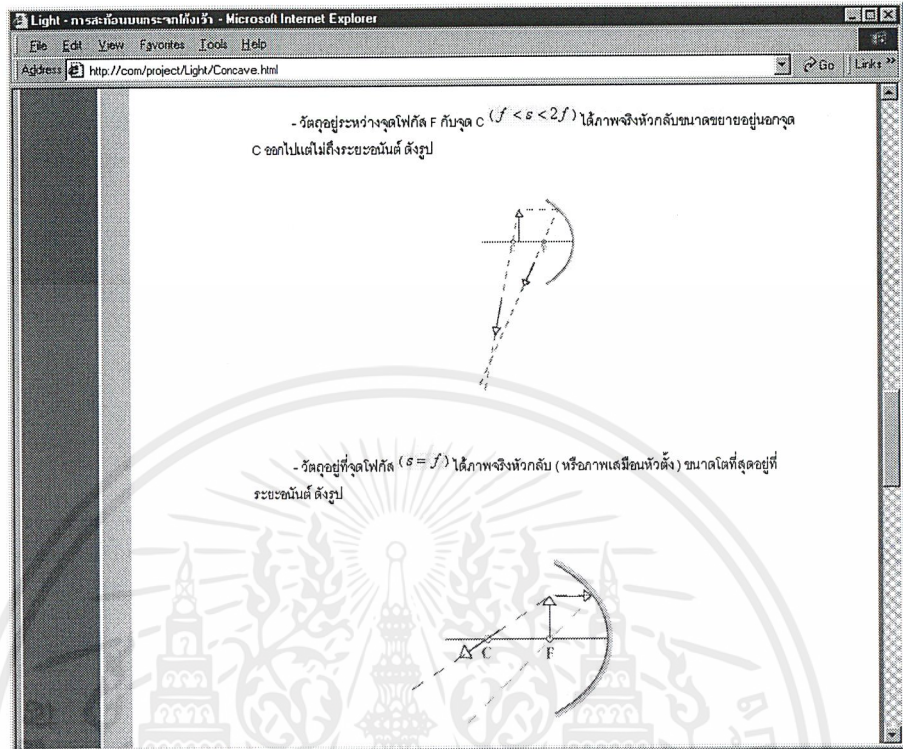 Light - การสะท้อนบนกระจกโค้งเว้า - Microsoft Internet Explorer
File Edit View Favorites Tools Help
Address http://com/project/Light/Concave.html Go Links »
- วัตถุอยู่ระหว่างจุดโฟกัส F กับจุด C (f < s < 2f) ได้ภาพจริงหัวกลับขนาดขยายอยู่นอกจุด
C ออกไปแต่ไม่ถึงระยะอนันต์ ดังรูป
- วัตถุอยู่ที่จุดโฟกัส (s = f) ได้ภาพจริงหัวกลับ ( หรือภาพเสมือนหัวตั้ง ) ขนาดโตที่สุดอยู่ที่
ระยะอนันต์ ดังรูป
C F